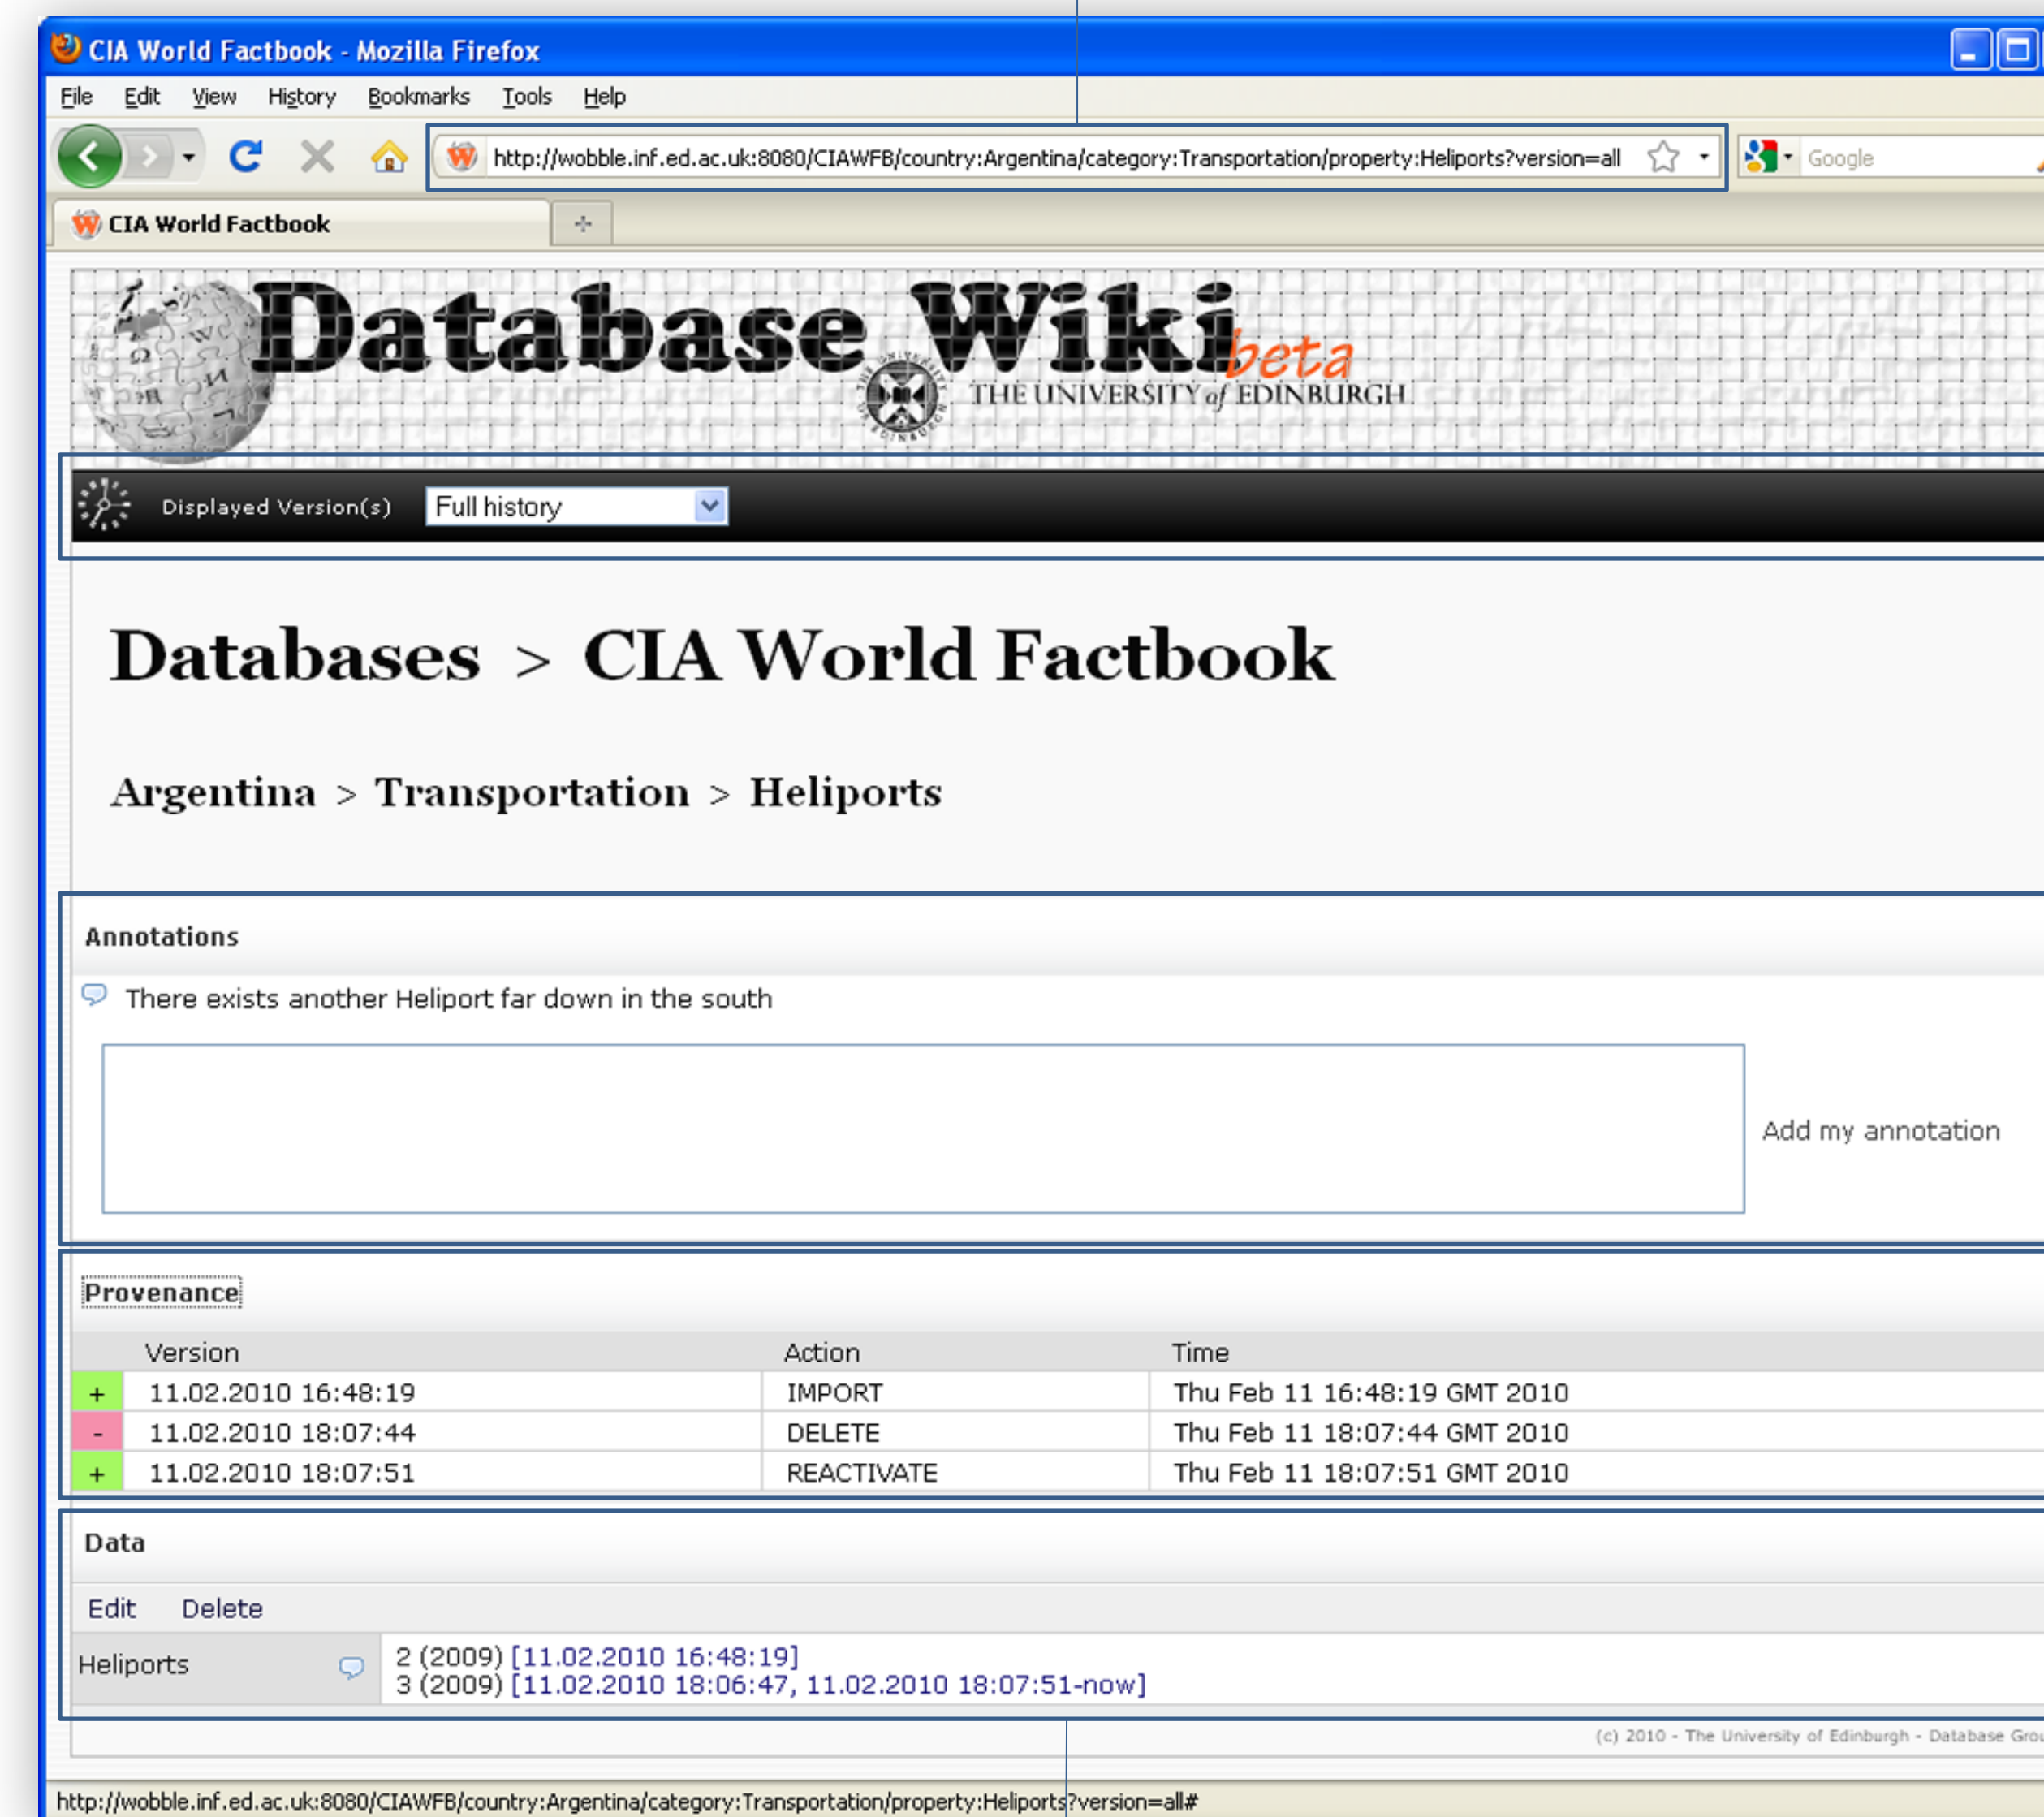 CIA World Factbook - Mozilla Firefox
File Edit View History Bookmarks Tools Help
http://wobble.inf.ed.ac.uk:8080/CIAWFB/country:Argentina/category:Transportation/property:Heliports?version=all
Google
CIA World Factbook
Database Wiki
beta
THE UNIVERSITY of EDINBURGH
Displayed Version(s) Full history
Databases > CIA World Factbook
Argentina > Transportation > Heliports
Annotations
There exists another Heliport far down in the south
Add my annotation
Provenance
Version Action Time
+ 11.02.2010 16:48:19 IMPORT Thu Feb 11 16:48:19 GMT 2010
- 11.02.2010 18:07:44 DELETE Thu Feb 11 18:07:44 GMT 2010
+ 11.02.2010 18:07:51 REACTIVATE Thu Feb 11 18:07:51 GMT 2010
Data
Edit Delete
Heliports 2 (2009) [11.02.2010 16:48:19]
3 (2009) [11.02.2010 18:06:47, 11.02.2010 18:07:51-now]
(c) 2010 - The University of Edinburgh - Database Grou
http://wobble.inf.ed.ac.uk:8080/CIAWFB/country:Argentina/category:Transportation/property:Heliports?version=all#